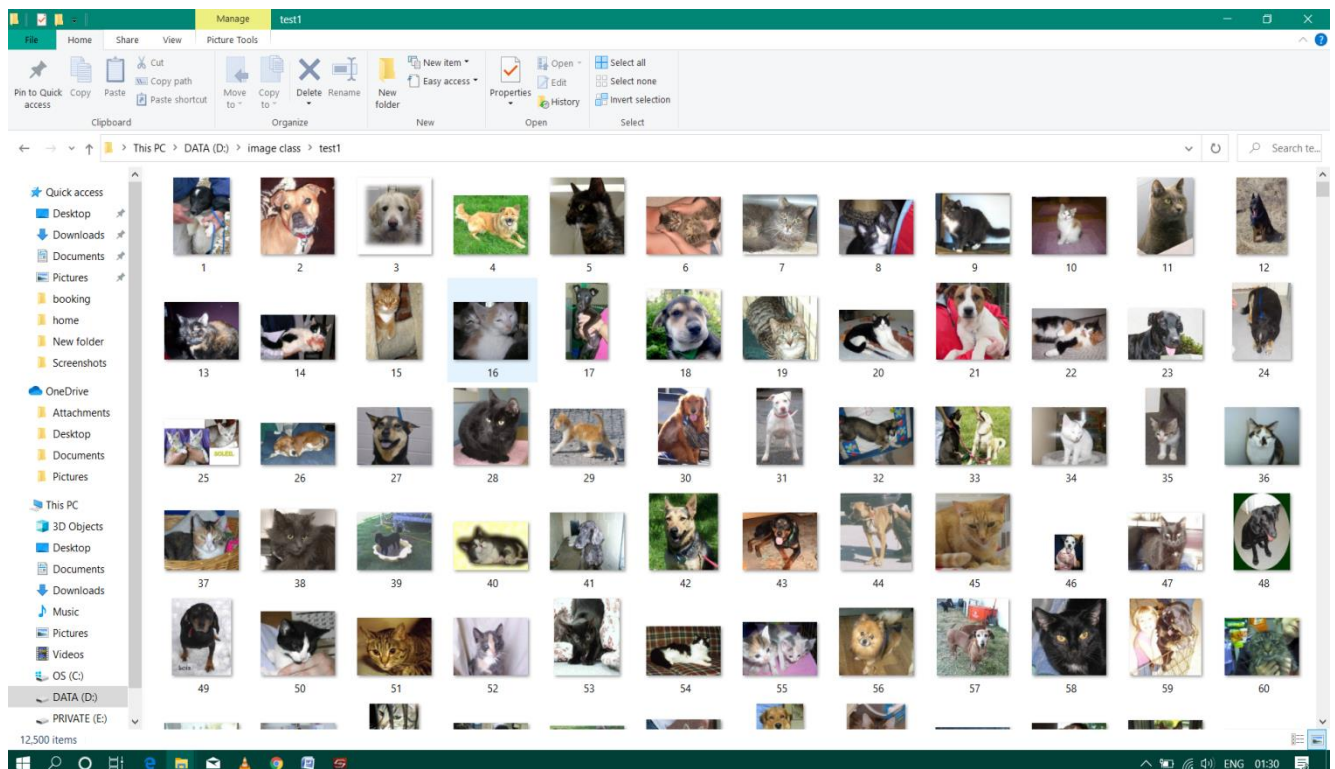 Manage test1
File Home Share View Picture Tools
Pin to Quick access
Copy
Paste
Cut
Copy path
Paste shortcut
Clipboard
Move to
Copy to
Delete
Rename
Organize
New folder
New item
Easy access
New
Properties
Open
Edit
History
Open
Select all
Select none
Invert selection
Select
This PC > DATA (D:) > image class > test1
Search te...
Quick access
Desktop
Downloads
Documents
Pictures
booking
home
New folder
Screenshots
OneDrive
Attachments
Desktop
Documents
Pictures
This PC
3D Objects
Desktop
Documents
Downloads
Music
Pictures
Videos
OS (C:)
DATA (D:)
PRIVATE (E:)
1 2 3 4 5 6 7 8 9 10 11 12
13 14 15 16 17 18 19 20 21 22 23 24
25 26 27 28 29 30 31 32 33 34 35 36
37 38 39 40 41 42 43 44 45 46 47 48
49 50 51 52 53 54 55 56 57 58 59 60
12,500 items
ENG 01:30